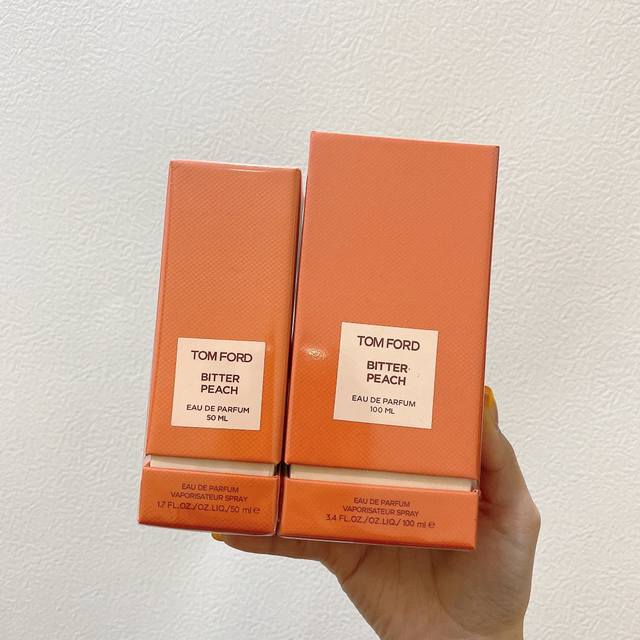 TOM FORD
BITTER
PEACH
EAU DE PARFUM
50 ML
EAU DE PARFUM
VAPORISATEUR SPRAY
1.7 FL.OZ./OZ.LIQ./50 ml ℮
TOM FORD
BITTER
PEACH
EAU DE PARFUM
100 ML
EAU DE PARFUM
VAPORISATEUR SPRAY
3.4 FL.OZ./OZ.LIQ./100 ml ℮